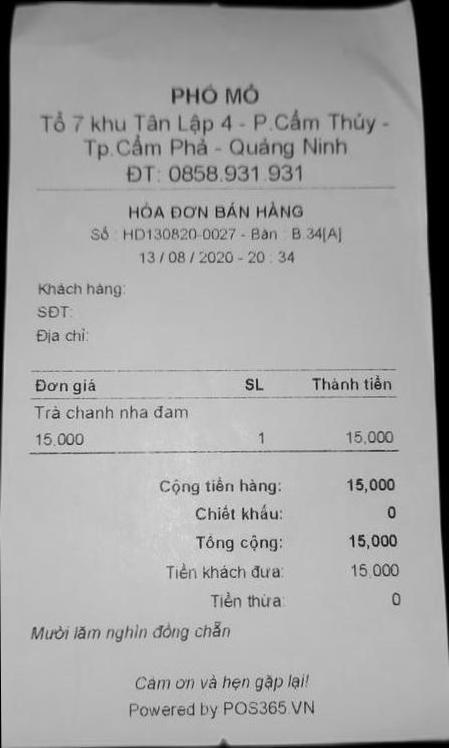 PHỐ MỎ
Tổ 7 khu Tân Lập 4 - P.Cẩm Thủy -
Tp.Cẩm Phả - Quảng Ninh
ĐT: 0858.931.931
HÓA ĐƠN BÁN HÀNG
Số : HD130820-0027 - Bàn : B.34[A]
13 / 08 / 2020 - 20 : 34
Khách hàng:
SĐT:
Địa chỉ:
Đơn giá SL Thành tiền
Trà chanh nha đam
15,000 1 15,000
Cộng tiền hàng: 15,000
Chiết khấu: 0
Tổng cộng: 15,000
Tiền khách đưa: 15,000
Tiền thừa: 0
Mười lăm nghìn đồng chẵn
Cảm ơn và hẹn gặp lại!
Powered by POS365.VN